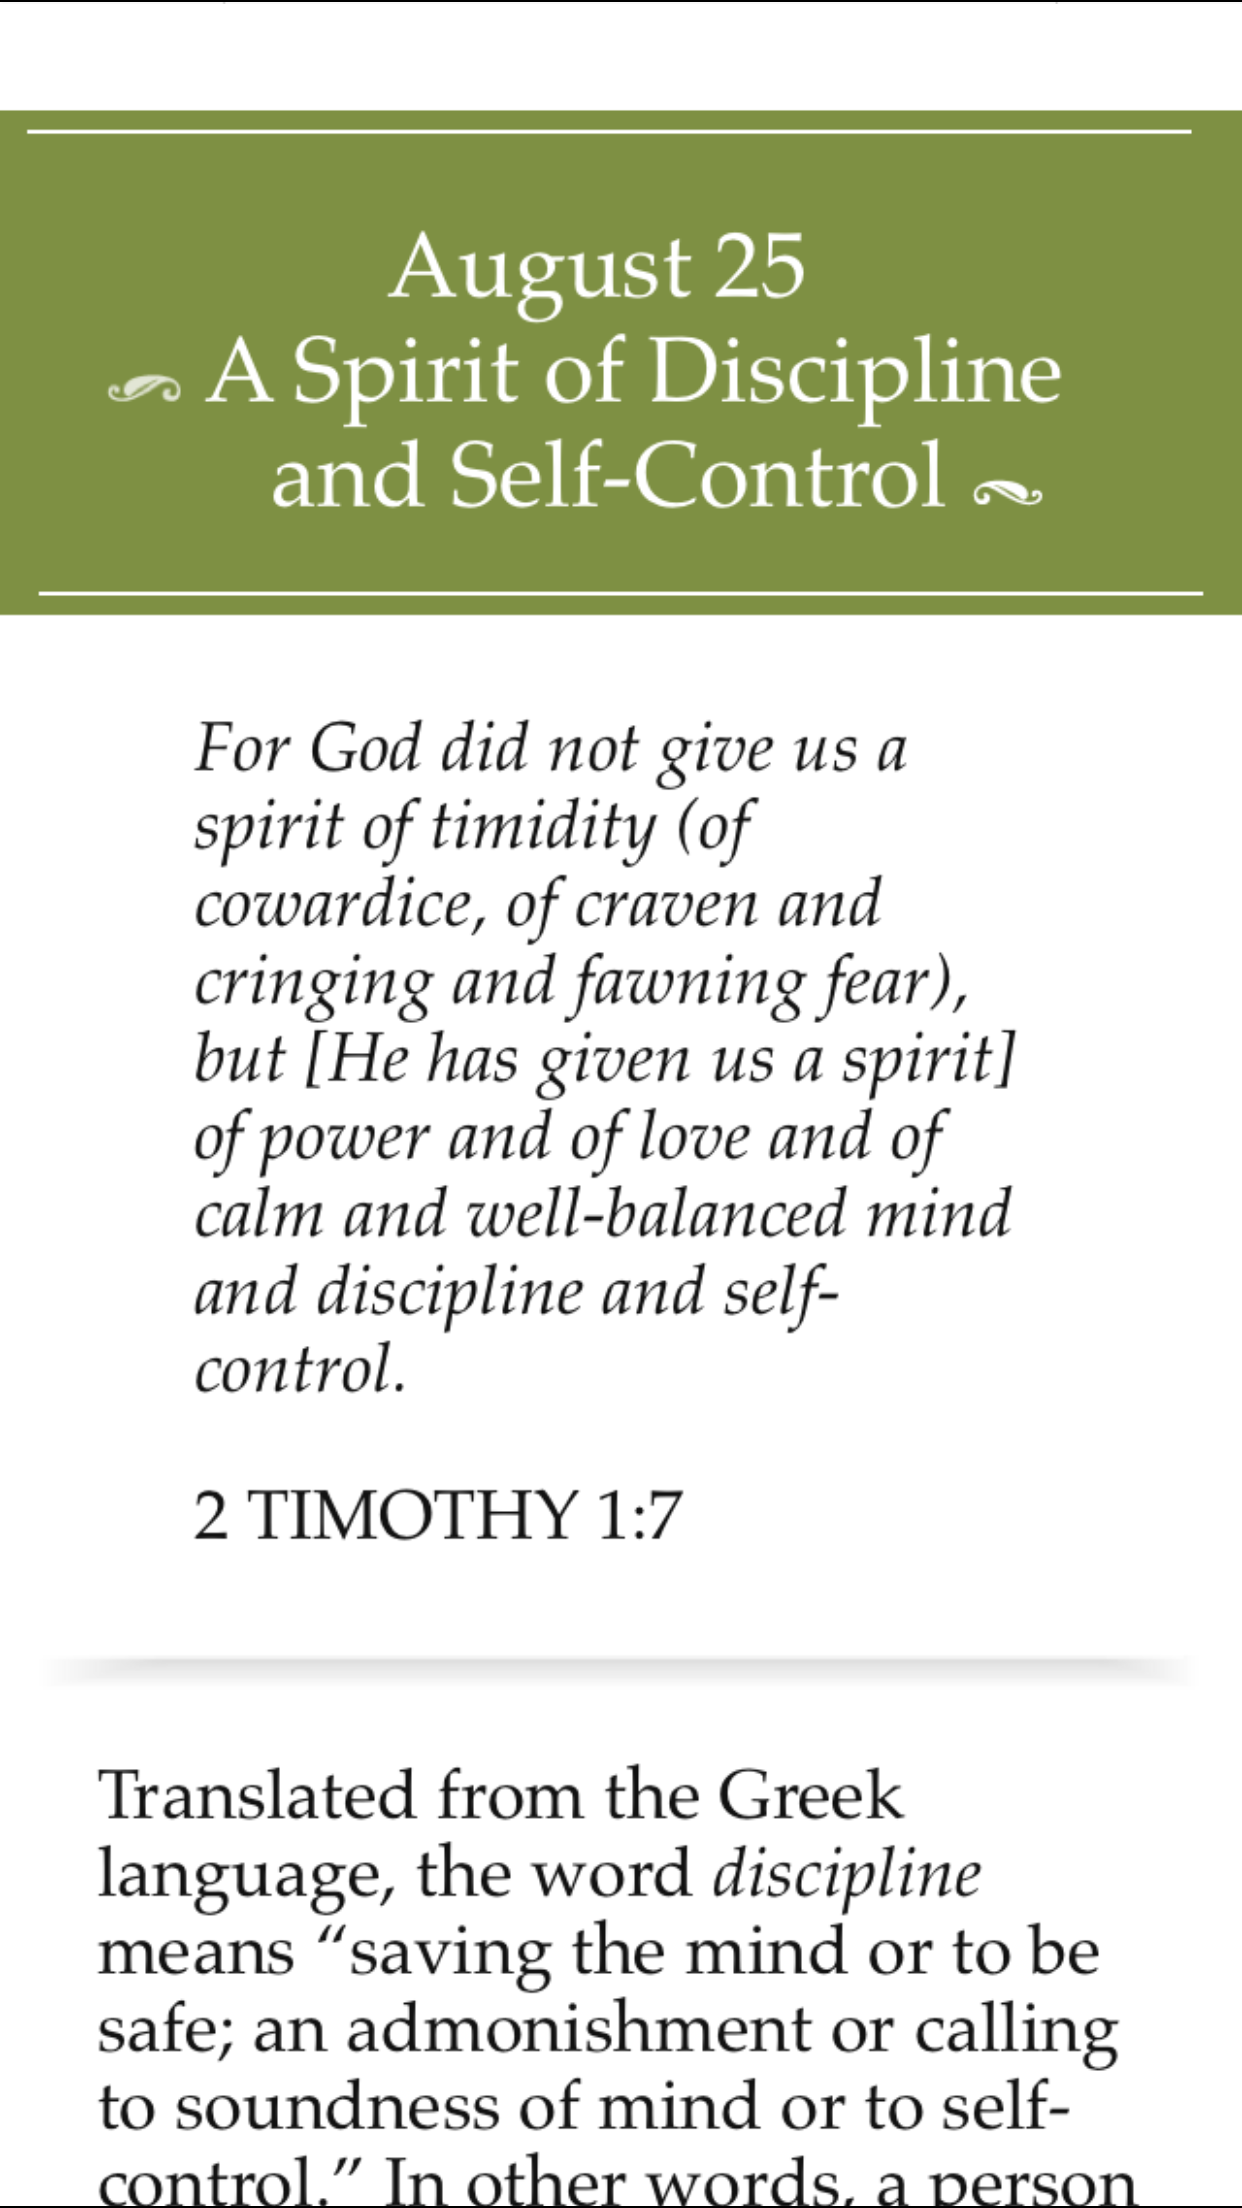 August 25
A Spirit of Discipline
and Self-Control
For God did not give us a
spirit of timidity (of
cowardice, of craven and
cringing and fawning fear),
but [He has given us a spirit]
of power and of love and of
calm and well-balanced mind
and discipline and self-
control.
2 TIMOTHY 1:7
Translated from the Greek
language, the word discipline
means “saving the mind or to be
safe; an admonishment or calling
to soundness of mind or to self-
control.” In other words, a person